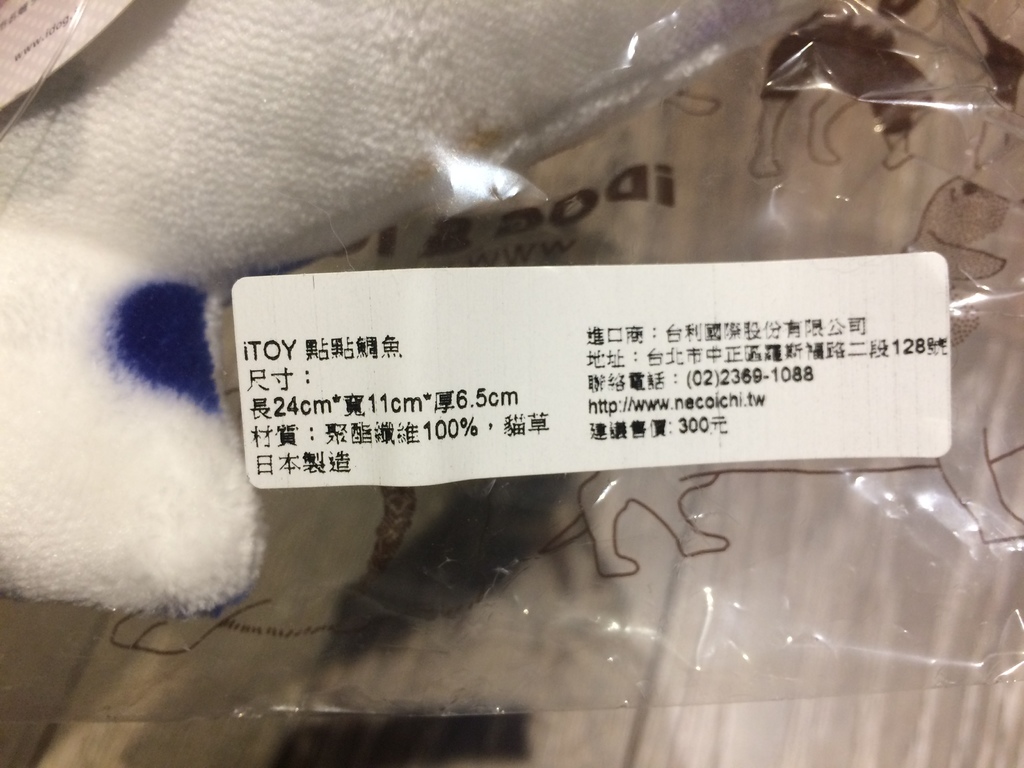 www.idog
iDOG & I
www
iTOY 點點鯛魚
尺寸：
長24cm*寬11cm*厚6.5cm
材質：聚酯纖維100%，貓草
日本製造
進口商：台利國際股份有限公司
地址：台北市中正區羅斯福路二段128號
聯絡電話：(02)2369-1088
http://www.necoichi.tw
建議售價: 300元